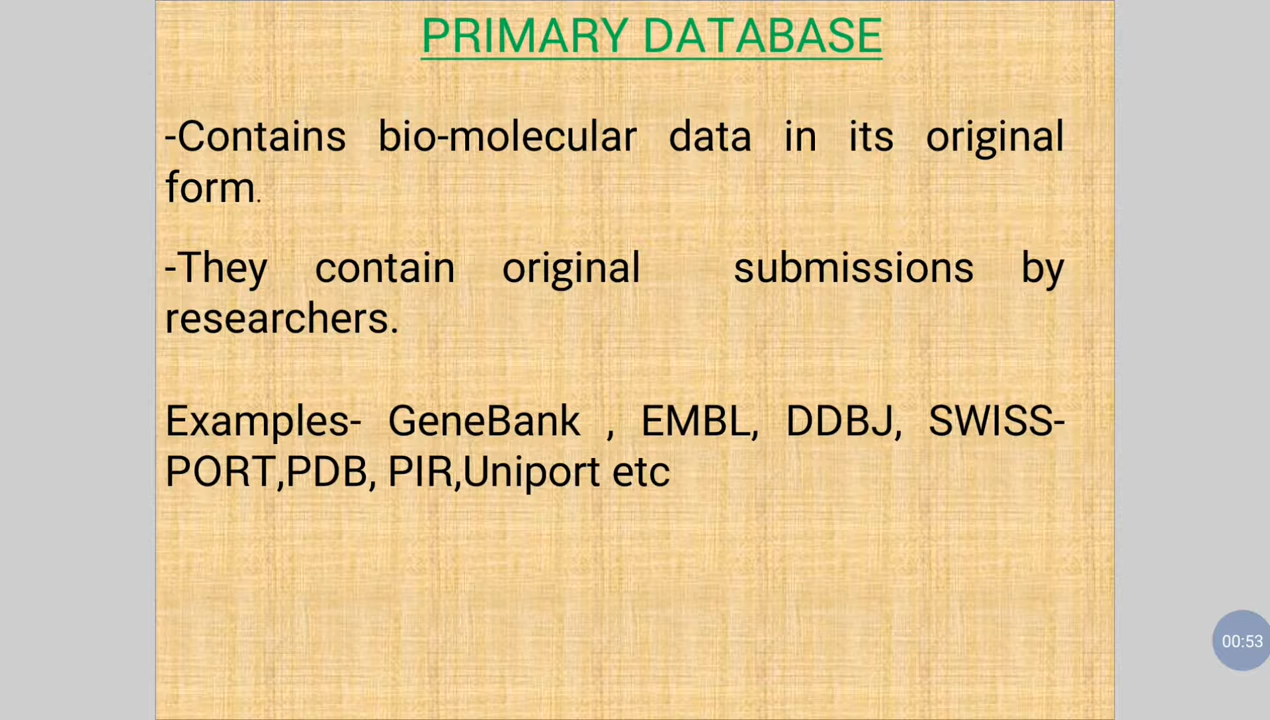 PRIMARY DATABASE
-Contains bio-molecular data in its original
form.
-They contain original submissions by
researchers.
Examples- GeneBank , EMBL, DDBJ, SWISS-
PORT,PDB, PIR,Uniport etc
00:53